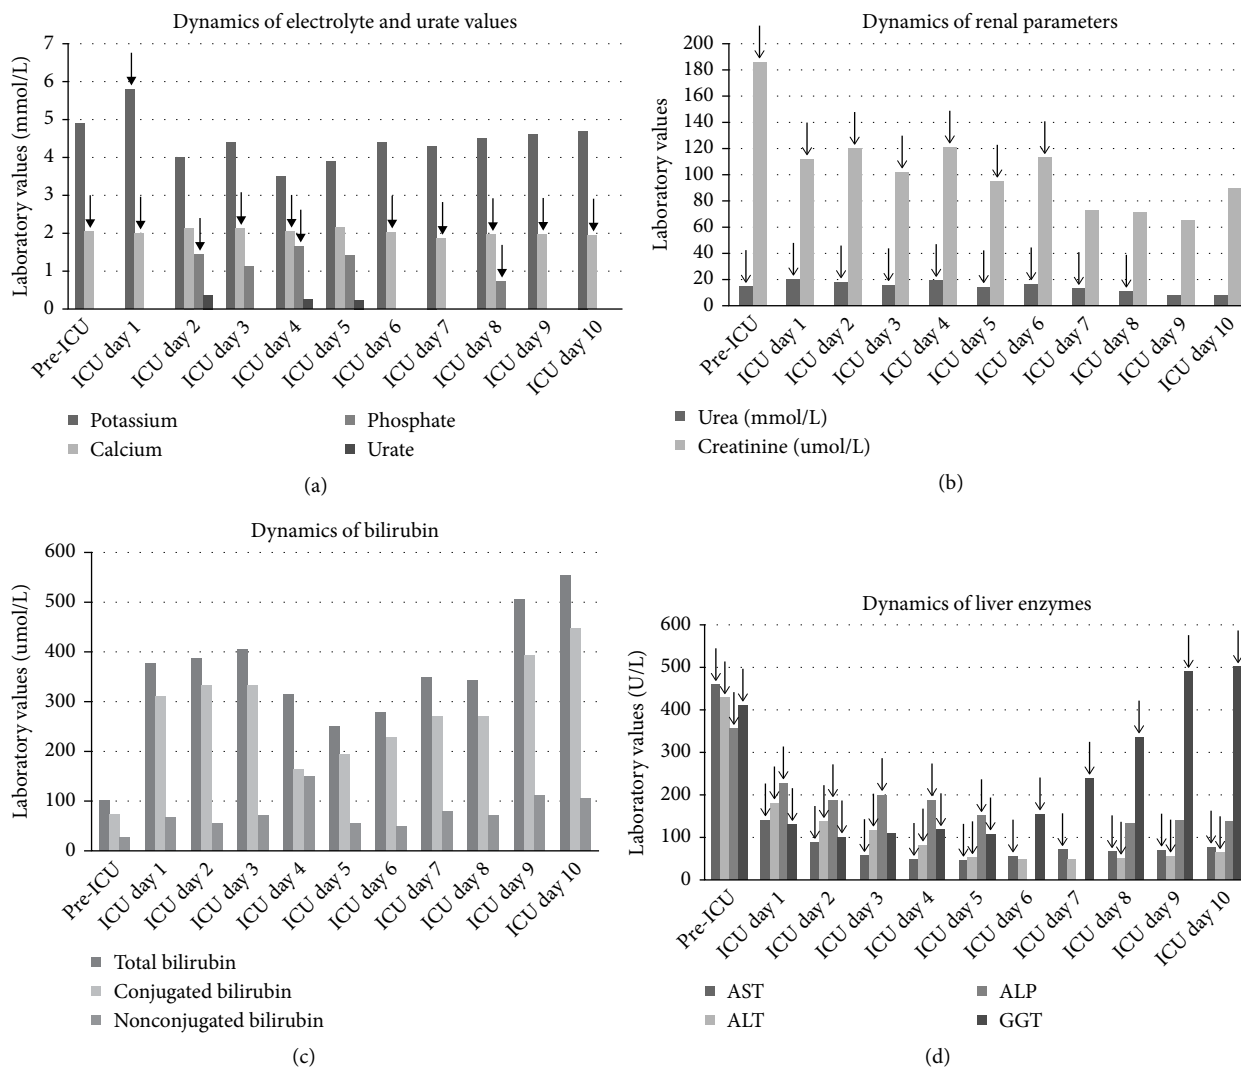 Dynamics of electrolyte and urate values
Laboratory values (mmol/L)
7
6
5
4
3
2
1
0
Pre-ICU
ICU day 1
ICU day 2
ICU day 3
ICU day 4
ICU day 5
ICU day 6
ICU day 7
ICU day 8
ICU day 9
ICU day 10
Potassium
Calcium
Phosphate
Urate
(a)
Dynamics of renal parameters
Laboratory values
200
180
160
140
120
100
80
60
40
20
0
Pre-ICU
ICU day 1
ICU day 2
ICU day 3
ICU day 4
ICU day 5
ICU day 6
ICU day 7
ICU day 8
ICU day 9
ICU day 10
Urea (mmol/L)
Creatinine (umol/L)
(b)
Dynamics of bilirubin
Laboratory values (umol/L)
600
500
400
300
200
100
0
Pre-ICU
ICU day 1
ICU day 2
ICU day 3
ICU day 4
ICU day 5
ICU day 6
ICU day 7
ICU day 8
ICU day 9
ICU day 10
Total bilirubin
Conjugated bilirubin
Nonconjugated bilirubin
(c)
Dynamics of liver enzymes
Laboratory values (U/L)
600
500
400
300
200
100
0
Pre-ICU
ICU day 1
ICU day 2
ICU day 3
ICU day 4
ICU day 5
ICU day 6
ICU day 7
ICU day 8
ICU day 9
ICU day 10
AST
ALT
ALP
GGT
(d)